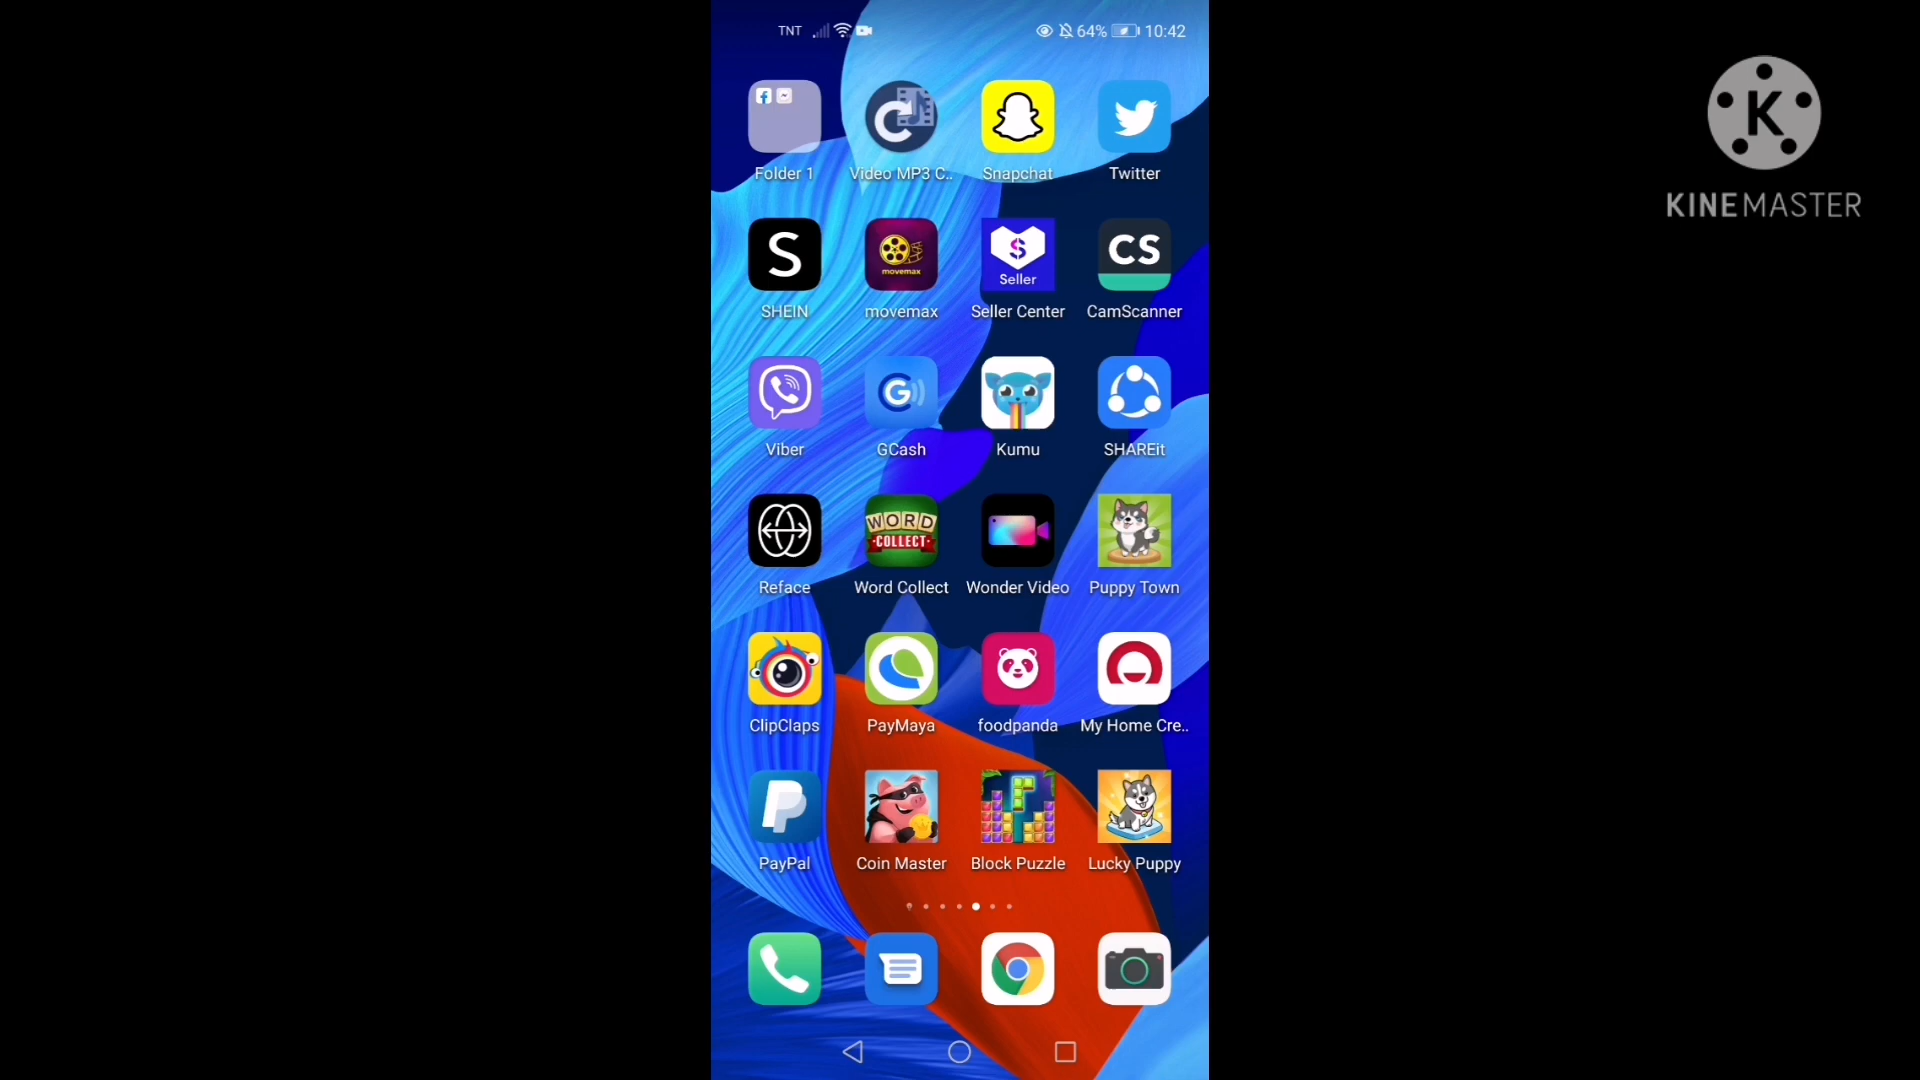 TNT 64% 10:42
K
KINEMASTER
Folder 1 Video MP3 C.. Snapchat Twitter
S movemax $ Seller CS
SHEIN movemax Seller Center CamScanner
G
Viber GCash Kumu SHAREit
WORD
COLLECT
Reface Word Collect Wonder Video Puppy Town
ClipClaps PayMaya foodpanda My Home Cre..
PayPal Coin Master Block Puzzle Lucky Puppy